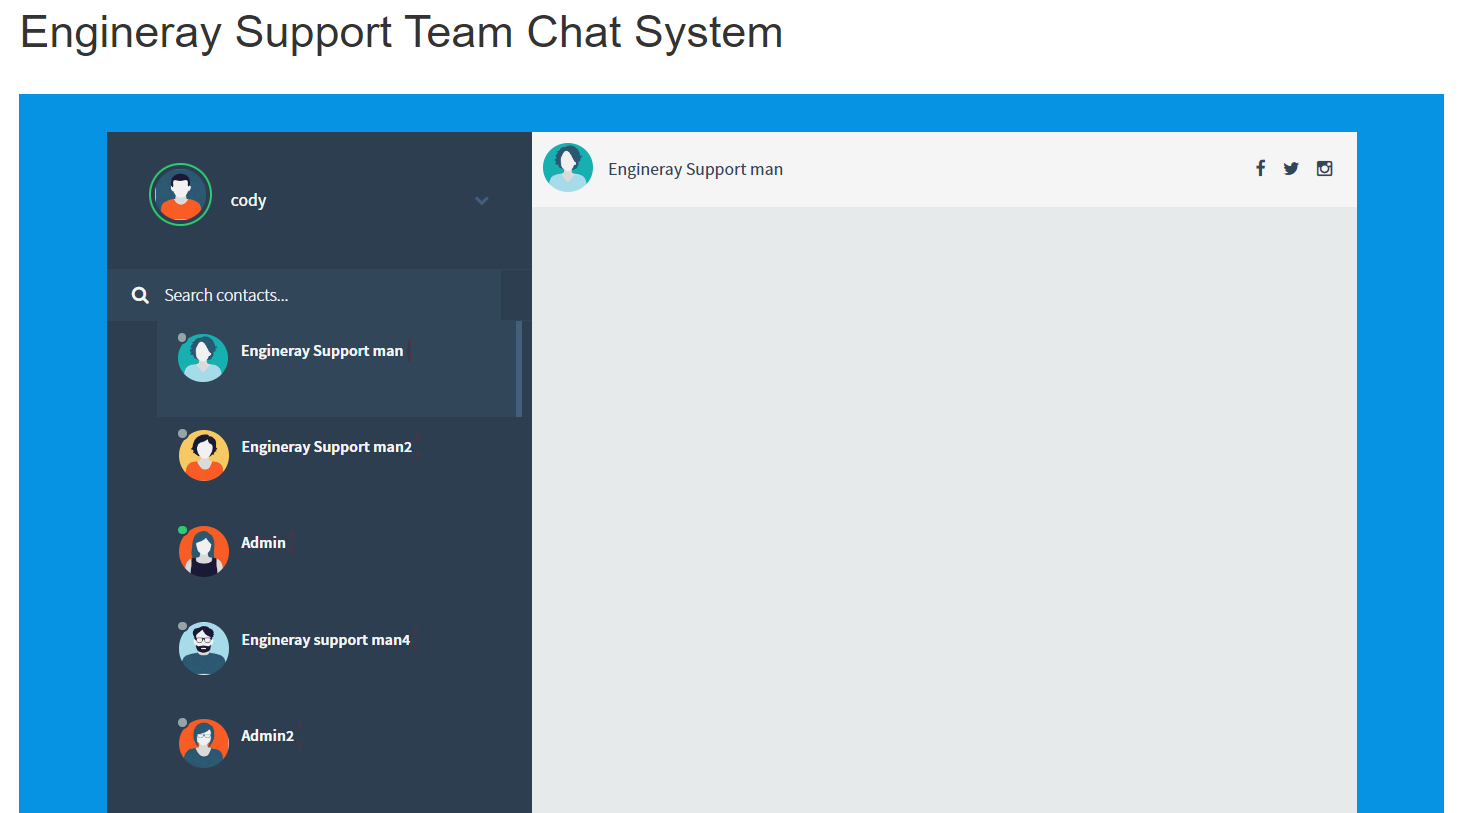 Engineray Support Team Chat System
cody
Engineray Support man
Search contacts...
Engineray Support man
Engineray Support man2
Admin
Engineray support man4
Admin2